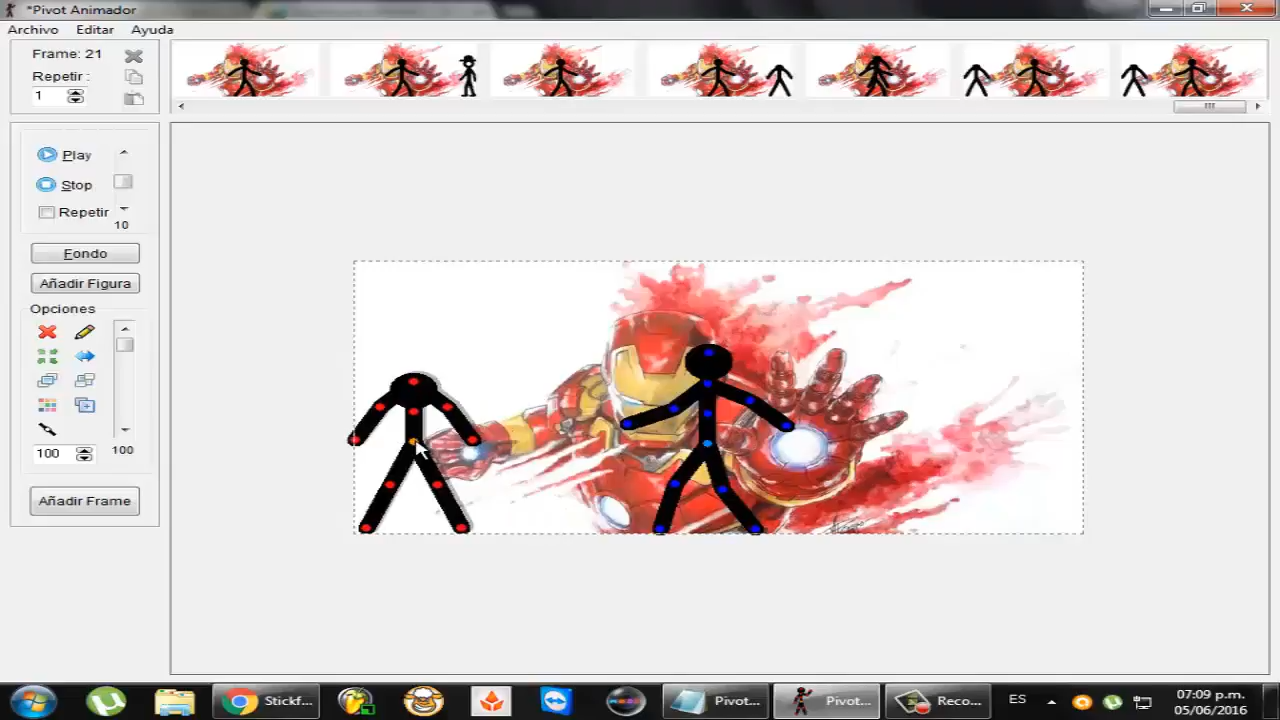 *Pivot Animador
Archivo Editar Ayuda
Frame: 21
Repetir :
1
Play
Stop
Repetir
10
Fondo
Añadir Figura
Opciones
100
100
Añadir Frame
Stickf...
Pivot...
Pivot...
Reco...
ES
07:09 p.m.
05/06/2016